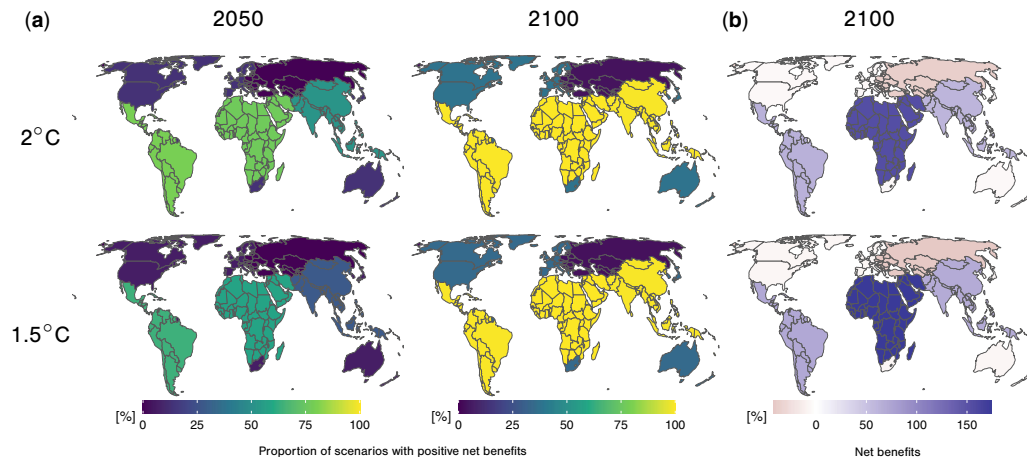 (a) 2050 2100 (b) 2100
2°C
1.5°C
[%] 0 25 50 75 100 [%] 0 25 50 75 100 [%] 0 50 100 150
Proportion of scenarios with positive net benefits Net benefits